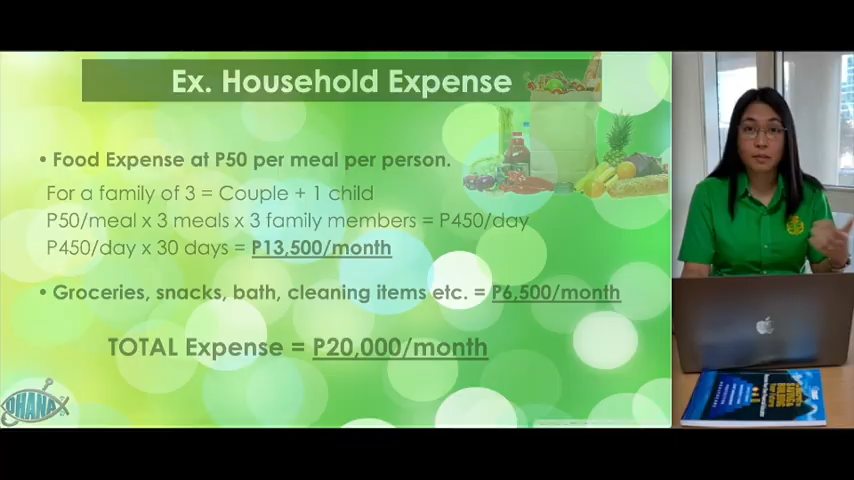 Ex. Household Expense
• Food Expense at P50 per meal per person.
For a family of 3 = Couple + 1 child
P50/meal x 3 meals x 3 family members = P450/day
P450/day x 30 days = P13,500/month
• Groceries, snacks, bath, cleaning items etc. = P6,500/month
TOTAL Expense = P20,000/month
OHANA